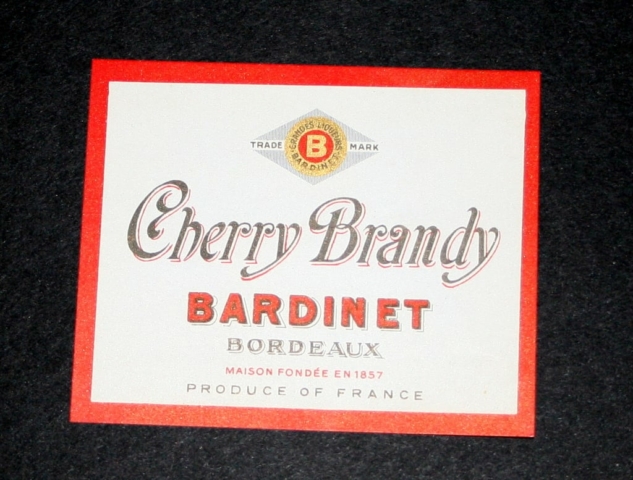 GRANDES LIQUEURS
TRADE B MARK
BARDINET
Cherry Brandy
BARDINET
BORDEAUX
MAISON FONDÉE EN 1857
PRODUCE OF FRANCE